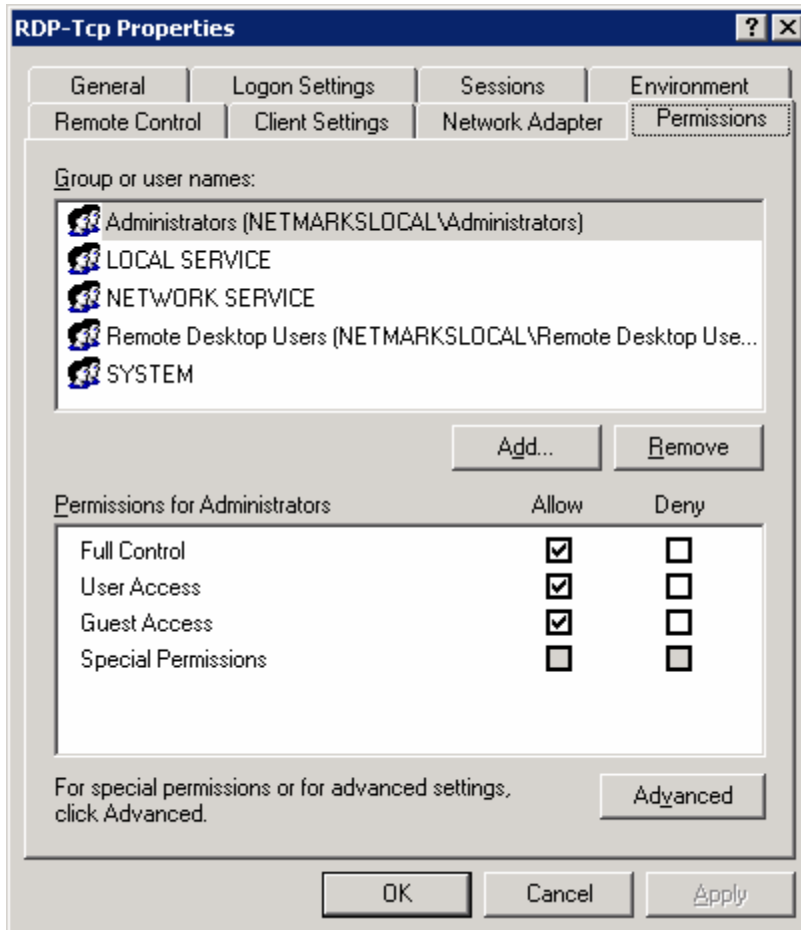 RDP-Tcp Properties
General Logon Settings Sessions Environment
Remote Control Client Settings Network Adapter Permissions
Group or user names:
Administrators (NETMARKSLOCAL\Administrators)
LOCAL SERVICE
NETWORK SERVICE
Remote Desktop Users (NETMARKSLOCAL\Remote Desktop Use...
SYSTEM
Add... Remove
Permissions for Administrators Allow Deny
Full Control
User Access
Guest Access
Special Permissions
For special permissions or for advanced settings,
click Advanced.
Advanced
OK Cancel Apply